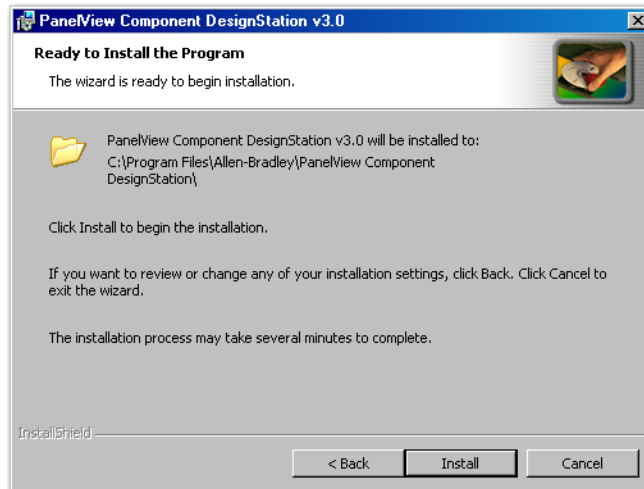 PanelView Component DesignStation v3.0
Ready to Install the Program
The wizard is ready to begin installation.
PanelView Component DesignStation v3.0 will be installed to:
C:\Program Files\Allen-Bradley\PanelView Component
DesignStation\
Click Install to begin the installation.
If you want to review or change any of your installation settings, click Back. Click Cancel to
exit the wizard.
The installation process may take several minutes to complete.
InstallShield
< Back
Install
Cancel